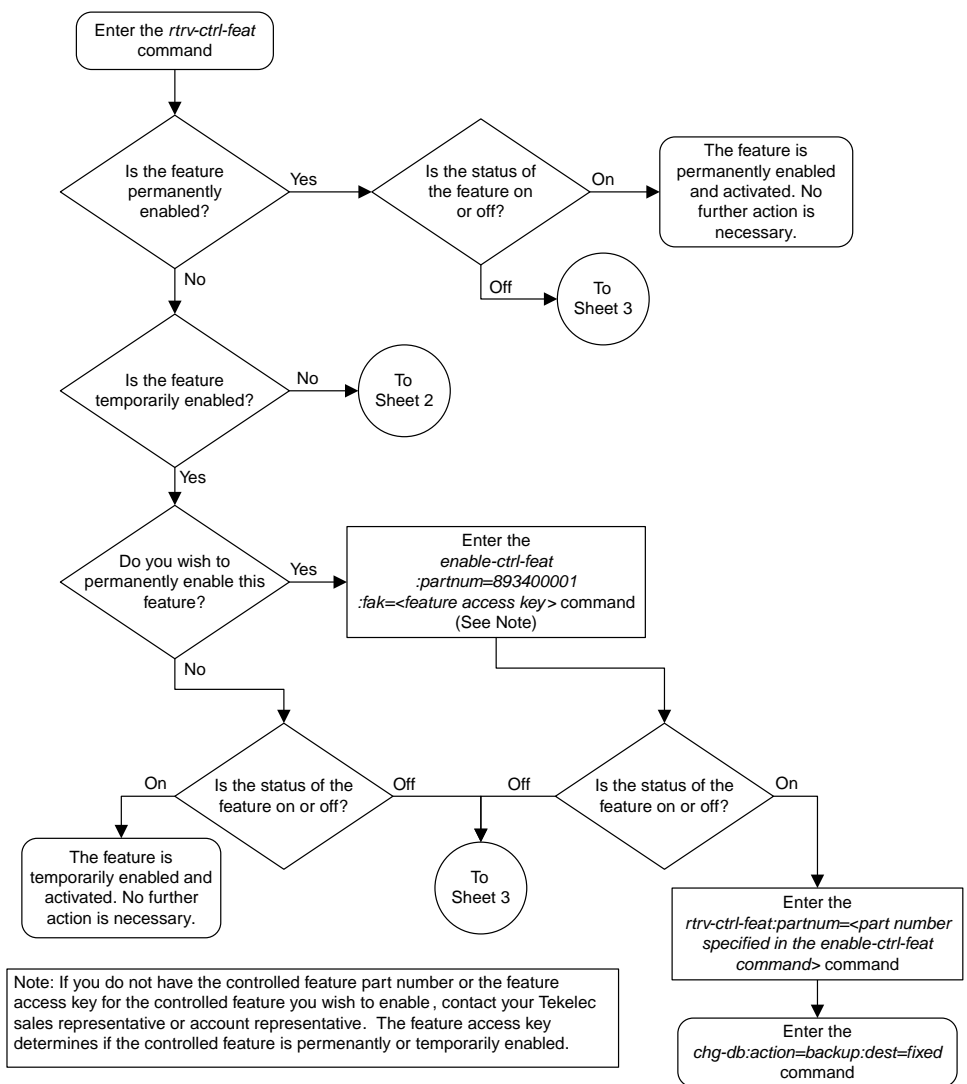 Enter the rtrv-ctrl-feat
command
Is the feature
permanently
enabled?
Yes
Is the status of
the feature on
or off?
On
The feature is
permanently enabled
and activated. No
further action is
necessary.
Off
To
Sheet 3
No
Is the feature
temporarily enabled?
No
To
Sheet 2
Yes
Do you wish to
permanently enable this
feature?
Yes
Enter the
enable-ctrl-feat
:partnum=893400001
:fak=<feature access key> command
(See Note)
No
Is the status of the
feature on or off?
On
Off
The feature is
temporarily enabled and
activated. No further
action is necessary.
To
Sheet 3
Off
Is the status of the
feature on or off?
On
Enter the
rtrv-ctrl-feat:partnum=<part number
specified in the enable-ctrl-feat
command> command
Enter the
chg-db:action=backup:dest=fixed
command
Note: If you do not have the controlled feature part number or the feature
access key for the controlled feature you wish to enable, contact your Tekelec
sales representative or account representative. The feature access key
determines if the controlled feature is permenantly or temporarily enabled.